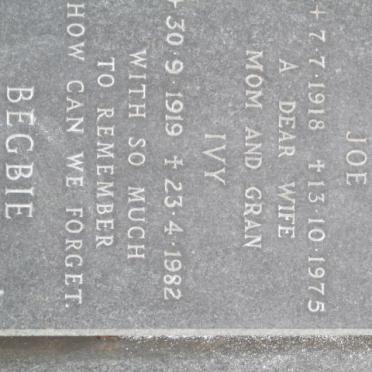 JOE
7·7·1918 ✝13·10·1975
A DEAR WIFE
MOM AND GRAN
IVY
30·9·1919 ✝23·4·1982
WITH SO MUCH
TO REMEMBER
HOW CAN WE FORGET.
BEGBIE